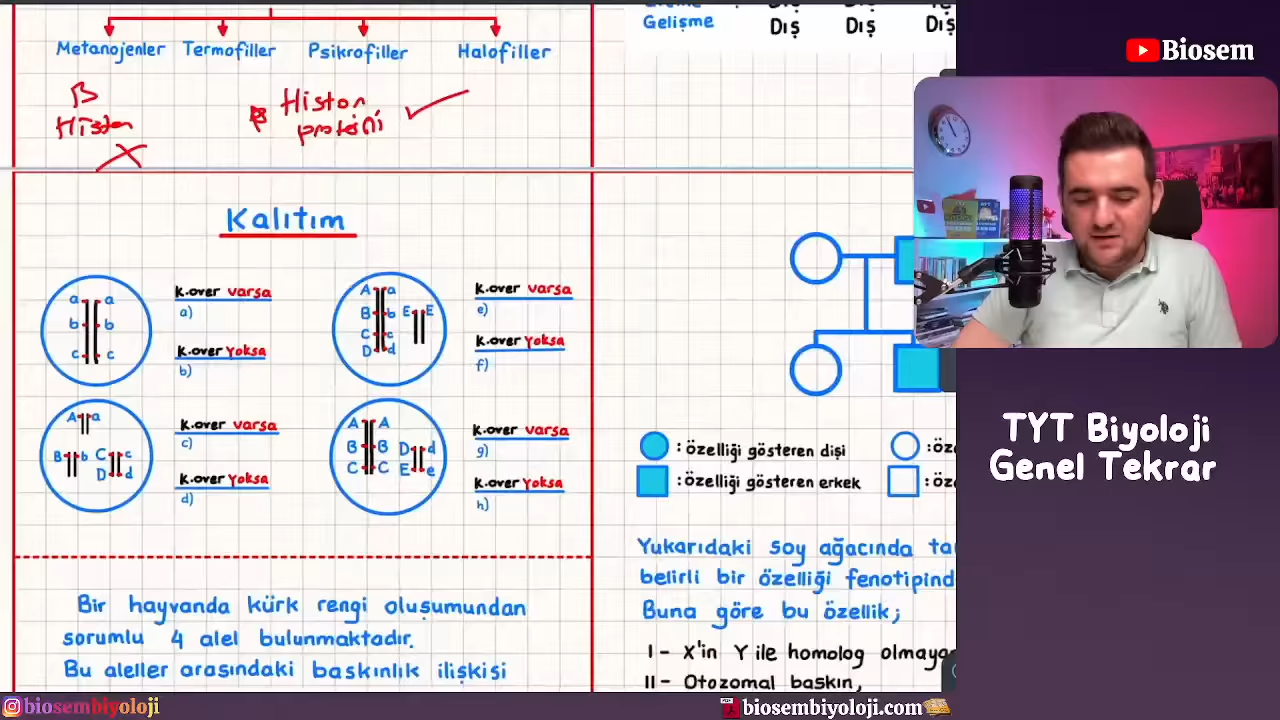 Metanojenler Termofiller Psikrofiller Halofiller
B
Histon
Histon
proteini
Gelişme : Dış Dış Dış
Kalıtım
a a
b b
c c
K.over varsa
a)
K.over yoksa
b)
A a
B b E E
C c
D d
K.over varsa
e)
K.over yoksa
f)
A a
B b C c
D d
K.over varsa
c)
K.over yoksa
d)
A A
B B D d
C C E e
K.over varsa
g)
K.over yoksa
h)
Bir hayvanda kürk rengi oluşumundan
sorumlu 4 alel bulunmaktadır.
Bu aleller arasındaki baskınlık ilişkisi
: özelliği gösteren dişi
: özelliği gösteren erkek
Yukarıdaki soy ağacında ta
belirli bir özelliği fenotipind
Buna göre bu özellik;
I- X'in Y ile homolog olmaya
II- Otozomal baskın,
Biosem
TYT Biyoloji
Genel Tekrar
biosembiyoloji
biosembiyoloji.com